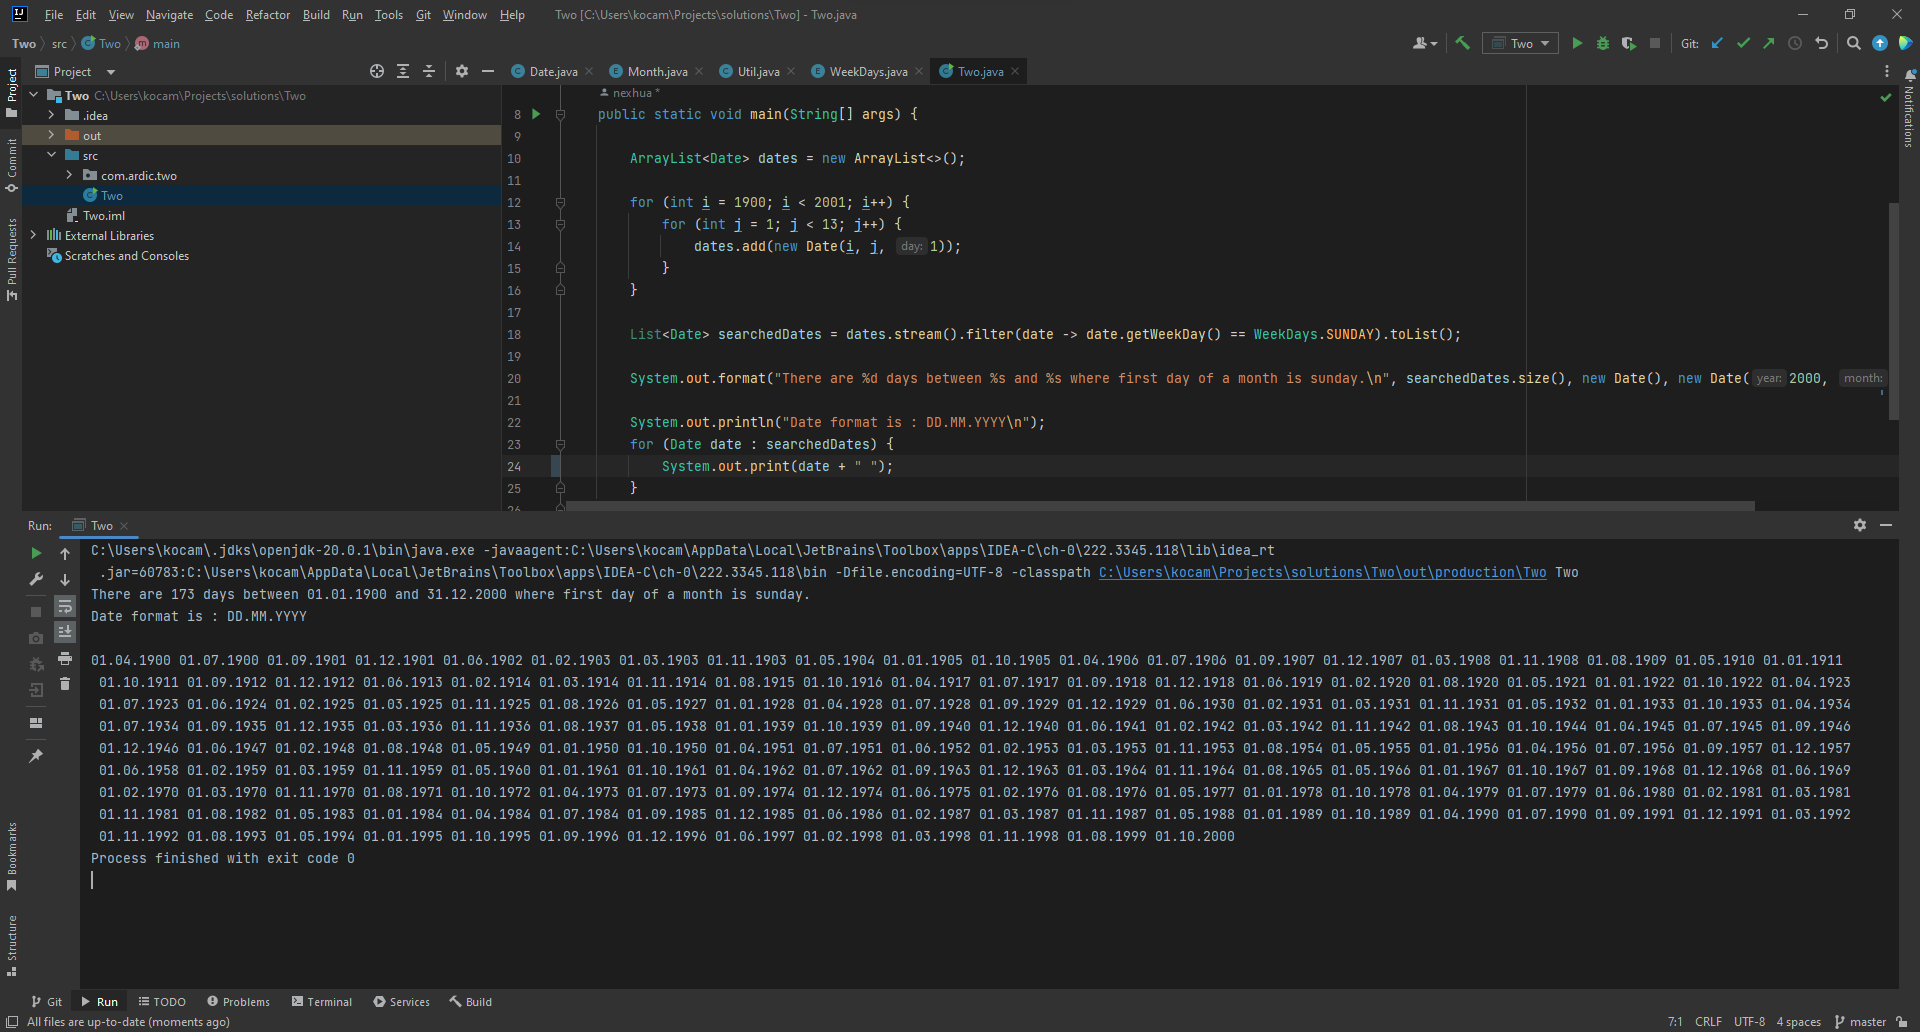 File Edit View Navigate Code Refactor Build Run Tools Git Window Help Two [C:\Users\kocam\Projects\solutions\Two] - Two.java
Two src Two main
Two Git:
Project
Date.java Month.java Util.java WeekDays.java Two.java
Two C:\Users\kocam\Projects\solutions\Two
.idea
out
src
com.ardic.two
Two
Two.iml
External Libraries
Scratches and Consoles
nexhua *
8 public static void main(String[] args) {
9
10 ArrayList<Date> dates = new ArrayList<>();
11
12 for (int i = 1900; i < 2001; i++) {
13 for (int j = 1; j < 13; j++) {
14 dates.add(new Date(i, j, day: 1));
15 }
16 }
17
18 List<Date> searchedDates = dates.stream().filter(date -> date.getWeekDay() == WeekDays.SUNDAY).toList();
19
20 System.out.format("There are %d days between %s and %s where first day of a month is sunday.\n", searchedDates.size(), new Date(), new Date( year: 2000, month:
21
22 System.out.println("Date format is : DD.MM.YYYY\n");
23 for (Date date : searchedDates) {
24 System.out.print(date + " ");
25 }
26
Run: Two
C:\Users\kocam\.jdks\openjdk-20.0.1\bin\java.exe -javaagent:C:\Users\kocam\AppData\Local\JetBrains\Toolbox\apps\IDEA-C\ch-0\222.3345.118\lib\idea_rt
.jar=60783:C:\Users\kocam\AppData\Local\JetBrains\Toolbox\apps\IDEA-C\ch-0\222.3345.118\bin -Dfile.encoding=UTF-8 -classpath C:\Users\kocam\Projects\solutions\Two\out\production\Two Two
There are 173 days between 01.01.1900 and 31.12.2000 where first day of a month is sunday.
Date format is : DD.MM.YYYY
01.04.1900 01.07.1900 01.09.1901 01.12.1901 01.06.1902 01.02.1903 01.03.1903 01.11.1903 01.05.1904 01.01.1905 01.10.1905 01.04.1906 01.07.1906 01.09.1907 01.12.1907 01.03.1908 01.11.1908 01.08.1909 01.05.1910 01.01.1911
01.10.1911 01.09.1912 01.12.1912 01.06.1913 01.02.1914 01.03.1914 01.11.1914 01.08.1915 01.10.1916 01.04.1917 01.07.1917 01.09.1918 01.12.1918 01.06.1919 01.02.1920 01.08.1920 01.05.1921 01.01.1922 01.10.1922 01.04.1923
01.07.1923 01.06.1924 01.02.1925 01.03.1925 01.11.1925 01.08.1926 01.05.1927 01.01.1928 01.04.1928 01.07.1928 01.09.1929 01.12.1929 01.06.1930 01.02.1931 01.03.1931 01.11.1931 01.05.1932 01.01.1933 01.10.1933 01.04.1934
01.07.1934 01.09.1935 01.12.1935 01.03.1936 01.11.1936 01.08.1937 01.05.1938 01.01.1939 01.10.1939 01.09.1940 01.12.1940 01.06.1941 01.02.1942 01.03.1942 01.11.1942 01.08.1943 01.10.1944 01.04.1945 01.07.1945 01.09.1946
01.12.1946 01.06.1947 01.02.1948 01.08.1948 01.05.1949 01.01.1950 01.10.1950 01.04.1951 01.07.1951 01.06.1952 01.02.1953 01.03.1953 01.11.1953 01.08.1954 01.05.1955 01.01.1956 01.04.1956 01.07.1956 01.09.1957 01.12.1957
01.06.1958 01.02.1959 01.03.1959 01.11.1959 01.05.1960 01.01.1961 01.10.1961 01.04.1962 01.07.1962 01.09.1963 01.12.1963 01.03.1964 01.11.1964 01.08.1965 01.05.1966 01.01.1967 01.10.1967 01.09.1968 01.12.1968 01.06.1969
01.02.1970 01.03.1970 01.11.1970 01.08.1971 01.10.1972 01.04.1973 01.07.1973 01.09.1974 01.12.1974 01.06.1975 01.02.1976 01.08.1976 01.05.1977 01.01.1978 01.10.1978 01.04.1979 01.07.1979 01.06.1980 01.02.1981 01.03.1981
01.11.1981 01.08.1982 01.05.1983 01.01.1984 01.04.1984 01.07.1984 01.09.1985 01.12.1985 01.06.1986 01.02.1987 01.03.1987 01.11.1987 01.05.1988 01.01.1989 01.10.1989 01.04.1990 01.07.1990 01.09.1991 01.12.1991 01.03.1992
01.11.1992 01.08.1993 01.05.1994 01.01.1995 01.10.1995 01.09.1996 01.12.1996 01.06.1997 01.02.1998 01.03.1998 01.11.1998 01.08.1999 01.10.2000
Process finished with exit code 0
Project
Commit
Pull Requests
Bookmarks
Structure
Notifications
Git Run TODO Problems Terminal Services Build
All files are up-to-date (moments ago) 7:1 CRLF UTF-8 4 spaces master